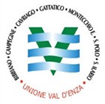 BIBBIANO • CAMPEGINE • CAVRIAGO • GATTATICO • MONTECCHIO E. • S. POLO • S. ILARIO
• UNIONE VAL D'ENZA •